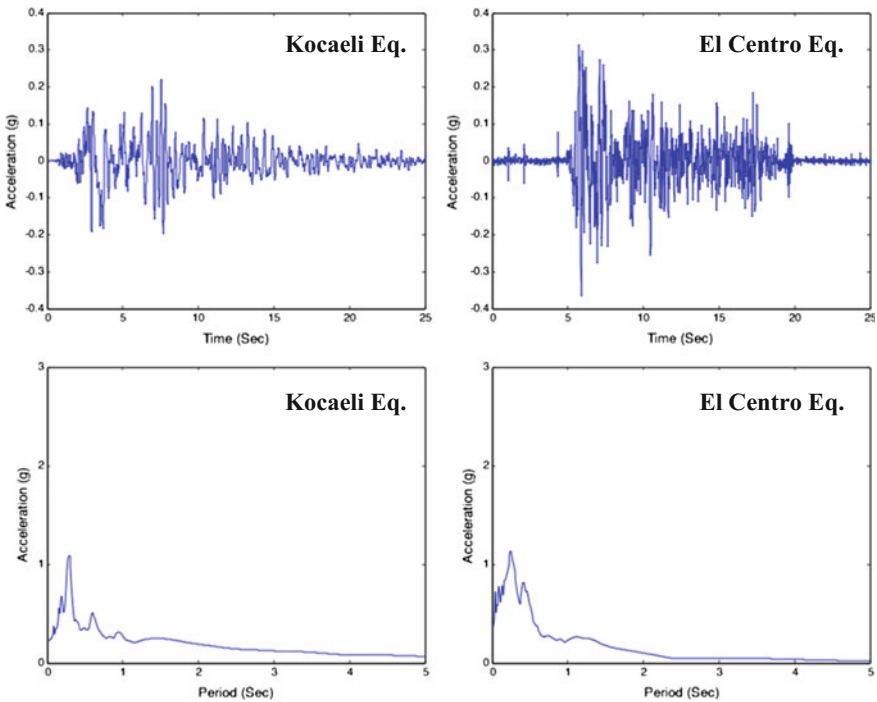 Kocaeli Eq.
0.4
0.3
0.2
0.1
0
-0.1
-0.2
-0.3
-0.4
Acceleration (g)
0 5 10 15 20 25
Time (Sec)
El Centro Eq.
0.4
0.3
0.2
0.1
0
-0.1
-0.2
-0.3
-0.4
Acceleration (g)
0 5 10 15 20 25
Time (Sec)
Kocaeli Eq.
3
2
1
0
Acceleration (g)
0 1 2 3 4 5
Period (Sec)
El Centro Eq.
3
2
1
0
Acceleration (g)
0 1 2 3 4 5
Period (Sec)